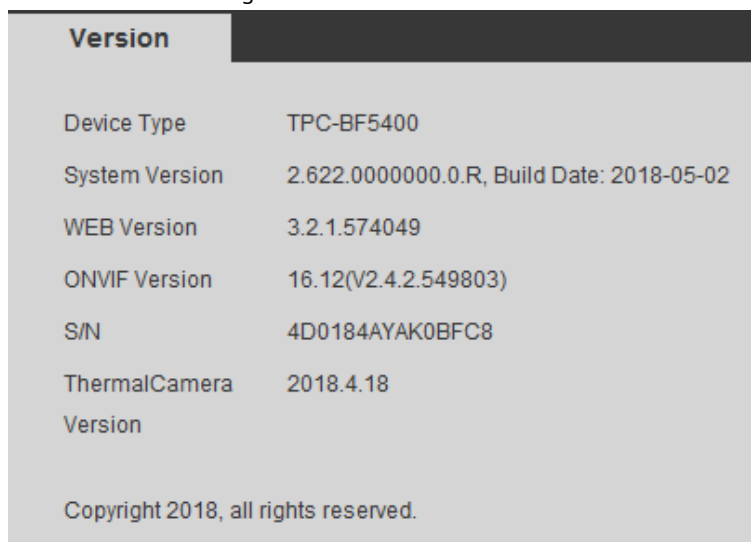 Version
Device Type TPC-BF5400
System Version 2.622.0000000.0.R, Build Date: 2018-05-02
WEB Version 3.2.1.574049
ONVIF Version 16.12(V2.4.2.549803)
S/N 4D0184AYAK0BFC8
ThermalCamera 2018.4.18
Version
Copyright 2018, all rights reserved.